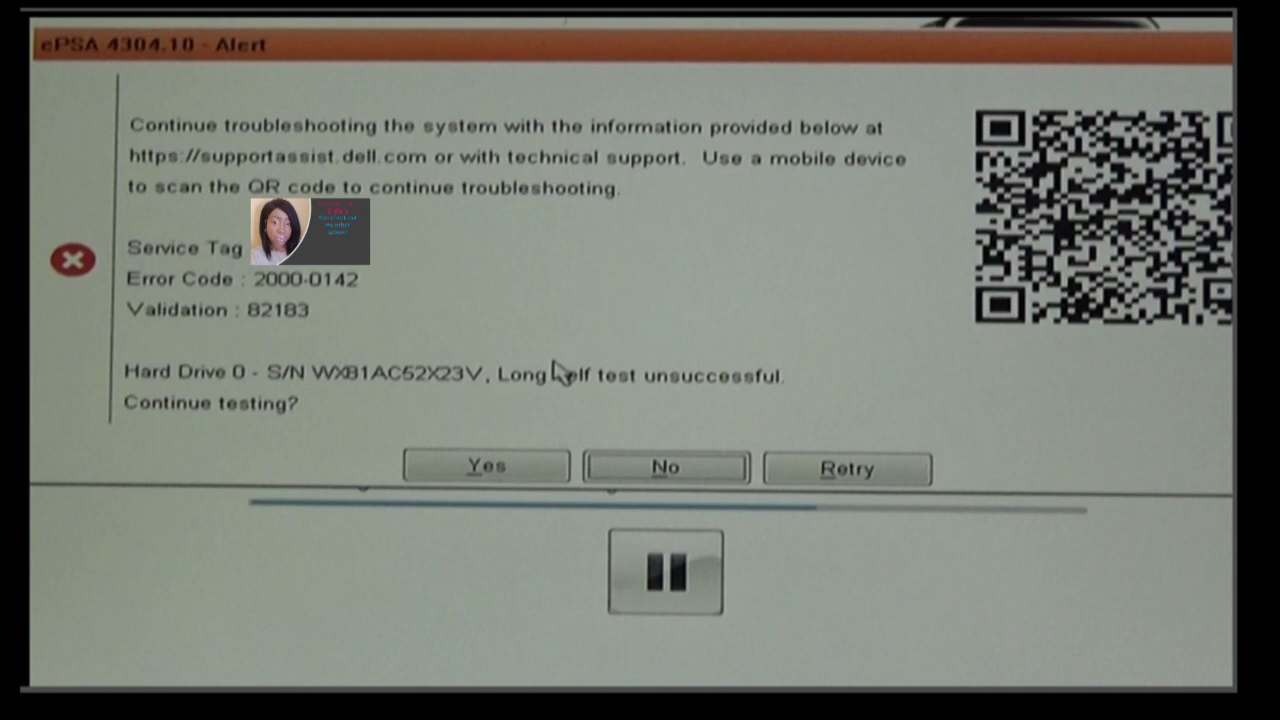 ePSA 4304.10 - Alert
Continue troubleshooting the system with the information provided below at
https://supportassist.dell.com or with technical support. Use a mobile device
to scan the QR code to continue troubleshooting.
Service Tag
Error Code : 2000-0142
Validation : 82183
Hard Drive 0 - S/N WXB1AC52X23V, Long elf test unsuccessful.
Continue testing?
Yes No Retry